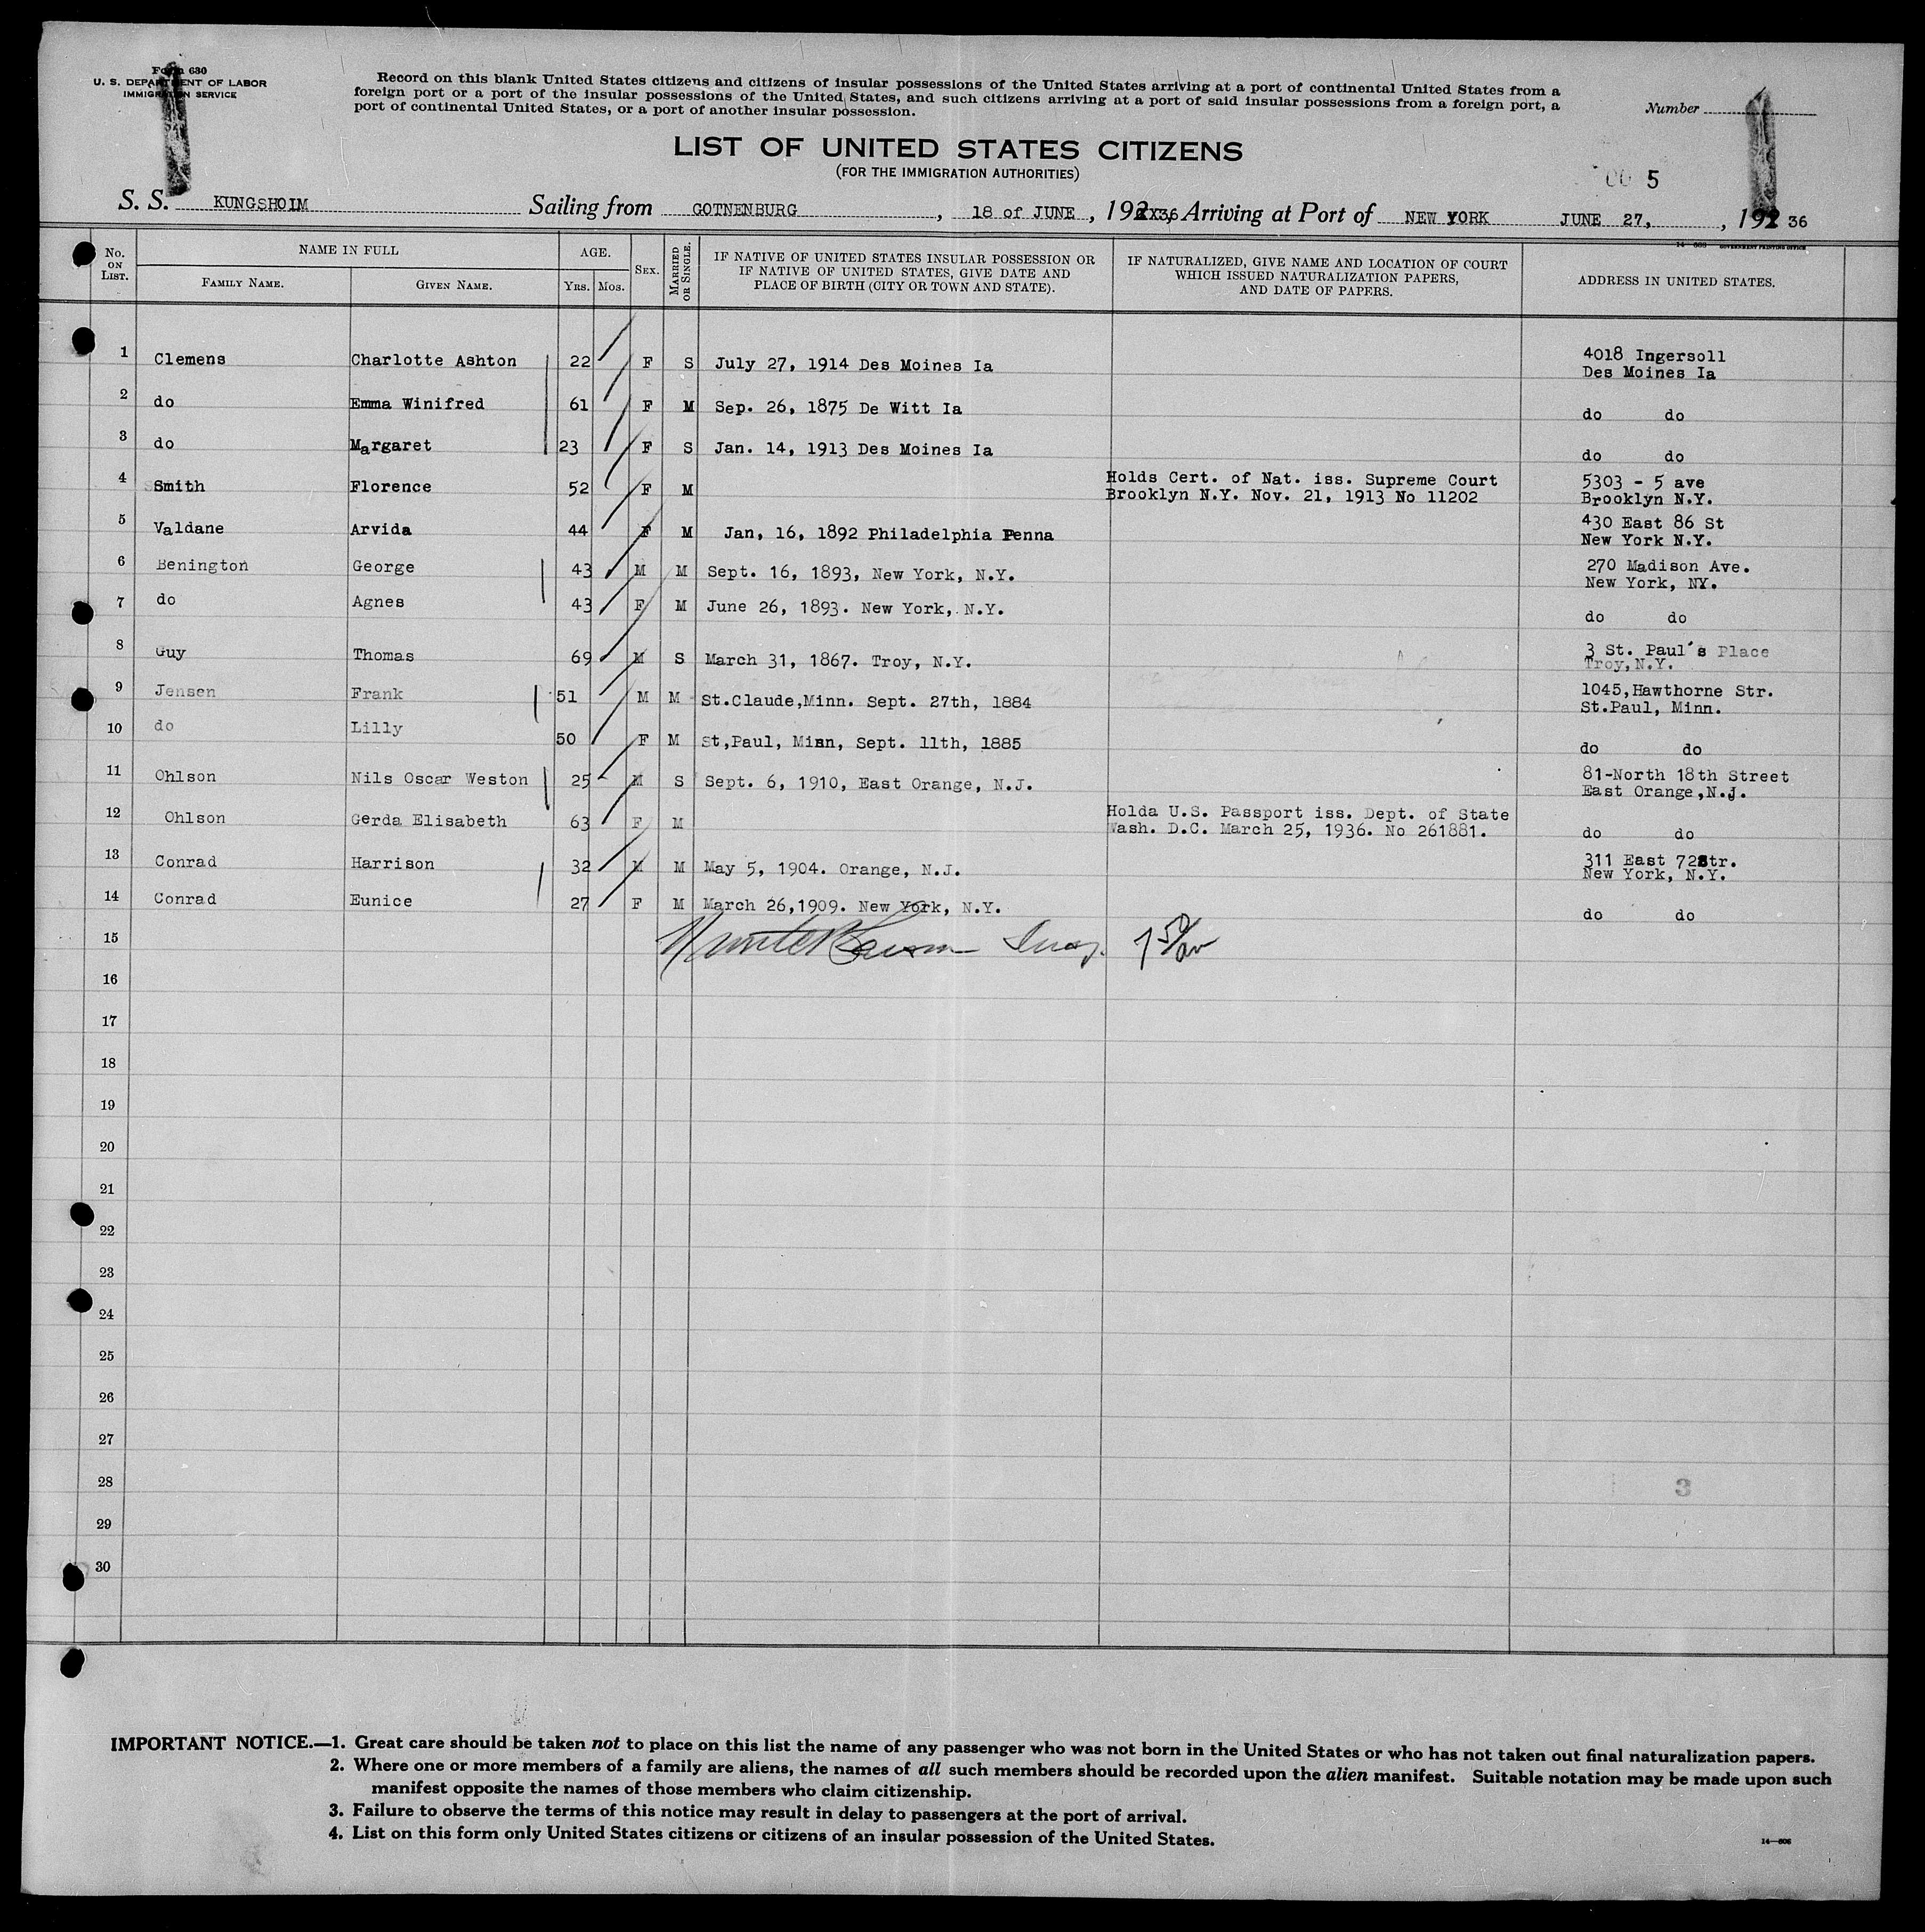 Form 630
U. S. DEPARTMENT OF LABOR
IMMIGRATION SERVICE
Record on this blank United States citizens and citizens of insular possessions of the United States arriving at a port of continental United States from a
foreign port or a port of the insular possessions of the United States, and such citizens arriving at a port of said insular possessions from a foreign port, a
port of continental United States, or a port of another insular possession.
Number
LIST OF UNITED STATES CITIZENS
(FOR THE IMMIGRATION AUTHORITIES)
5
S. S. KUNGSHOIM Sailing from GOTNENBURG, 18 of JUNE, 192XX36, Arriving at Port of NEW YORK JUNE 27,, 192 36
14—606 GOVERNMENT PRINTING OFFICE
No. ON LIST. NAME IN FULL FAMILY NAME. GIVEN NAME. AGE. YRS. MOS. SEX. MARRIED OR SINGLE. IF NATIVE OF UNITED STATES INSULAR POSSESSION OR IF NATIVE OF UNITED STATES, GIVE DATE AND PLACE OF BIRTH (CITY OR TOWN AND STATE). IF NATURALIZED, GIVE NAME AND LOCATION OF COURT WHICH ISSUED NATURALIZATION PAPERS, AND DATE OF PAPERS. ADDRESS IN UNITED STATES.
1 Clemens Charlotte Ashton 22 F S July 27, 1914 Des Moines Ia 4018 Ingersoll
Des Moines Ia
2 do Emma Winifred 61 F M Sep. 26, 1875 De Witt Ia do do
3 do Margaret 23 F S Jan. 14, 1913 Des Moines Ia do do
4 Smith Florence 52 F M Holds Cert. of Nat. iss. Supreme Court 5303 - 5 ave
Brooklyn N.Y. Nov. 21, 1913 No 11202 Brooklyn N.Y.
5 Valdane Arvida 44 F M Jan, 16, 1892 Philadelphia Penna 430 East 86 St
New York N.Y.
6 Benington George 43 M M Sept. 16, 1893, New York, N.Y. 270 Madison Ave.
New York, NY.
7 do Agnes 43 F M June 26, 1893. New York, N.Y. do do
8 Guy Thomas 69 M S March 31, 1867. Troy, N.Y. 3 St. Paul's Place
Troy, N.Y.
9 Jensen Frank 51 M M St.Claude,Minn. Sept. 27th, 1884 1045,Hawthorne Str.
St.Paul, Minn.
10 do Lilly 50 F M St,Paul, Minn, Sept. 11th, 1885 do do
11 Ohlson Nils Oscar Weston 25 M S Sept. 6, 1910, East Orange, N.J. 81-North 18th Street
East Orange,N.J.
12 Ohlson Gerda Elisabeth 63 F M Holda U.S. Passport iss. Dept. of State
Wash. D.C. March 25, 1936. No 261881. do do
13 Conrad Harrison 32 M M May 5, 1904. Orange, N.J. 311 East 72Str.
New York, N.Y.
14 Conrad Eunice 27 F M March 26,1909. New York, N.Y. do do
15
16
17
18
19
20
21
22
23
24
25
26
27
28 3
29
30
IMPORTANT NOTICE.—1. Great care should be taken not to place on this list the name of any passenger who was not born in the United States or who has not taken out final naturalization papers.
2. Where one or more members of a family are aliens, the names of all such members should be recorded upon the alien manifest. Suitable notation may be made upon such
manifest opposite the names of those members who claim citizenship.
3. Failure to observe the terms of this notice may result in delay to passengers at the port of arrival.
4. List on this form only United States citizens or citizens of an insular possession of the United States.
14—606